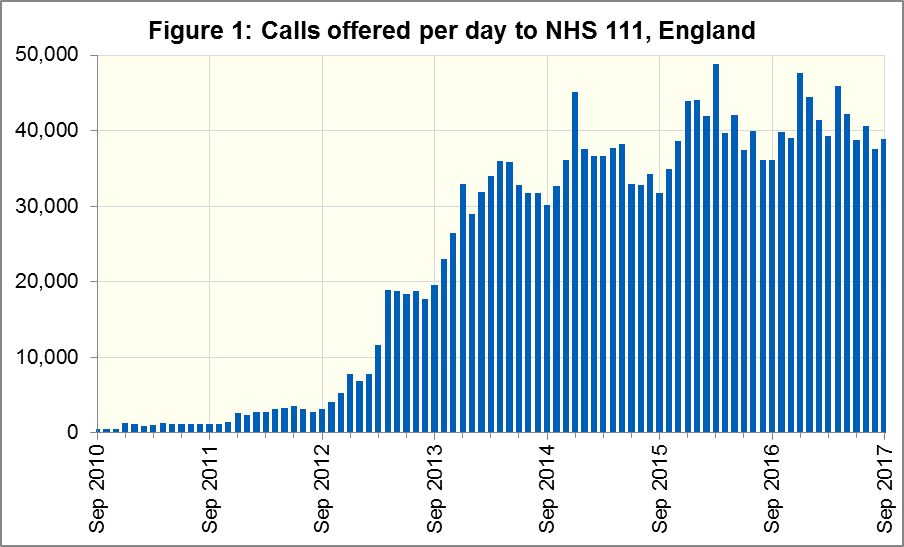 Figure 1: Calls offered per day to NHS 111, England
50,000
40,000
30,000
20,000
10,000
0
Sep 2010
Sep 2011
Sep 2012
Sep 2013
Sep 2014
Sep 2015
Sep 2016
Sep 2017